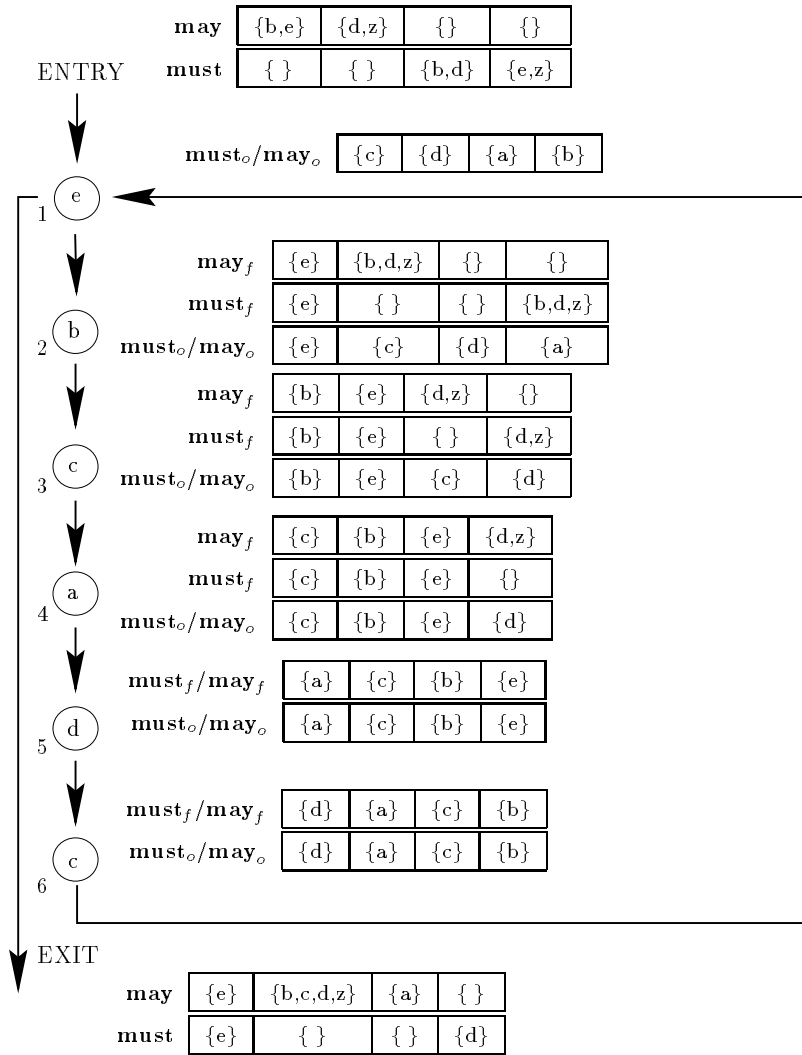 may {b,e} {d,z} {} {}
ENTRY must { } { } {b,d} {e,z}
must_o/may_o {c} {d} {a} {b}
1 e
may_f {e} {b,d,z} {} {}
must_f {e} { } { } {b,d,z}
2 b must_o/may_o {e} {c} {d} {a}
may_f {b} {e} {d,z} {}
must_f {b} {e} { } {d,z}
3 c must_o/may_o {b} {e} {c} {d}
may_f {c} {b} {e} {d,z}
must_f {c} {b} {e} {}
4 a must_o/may_o {c} {b} {e} {d}
must_f/may_f {a} {c} {b} {e}
5 d must_o/may_o {a} {c} {b} {e}
must_f/may_f {d} {a} {c} {b}
6 c must_o/may_o {d} {a} {c} {b}
EXIT
may {e} {b,c,d,z} {a} { }
must {e} { } { } {d}